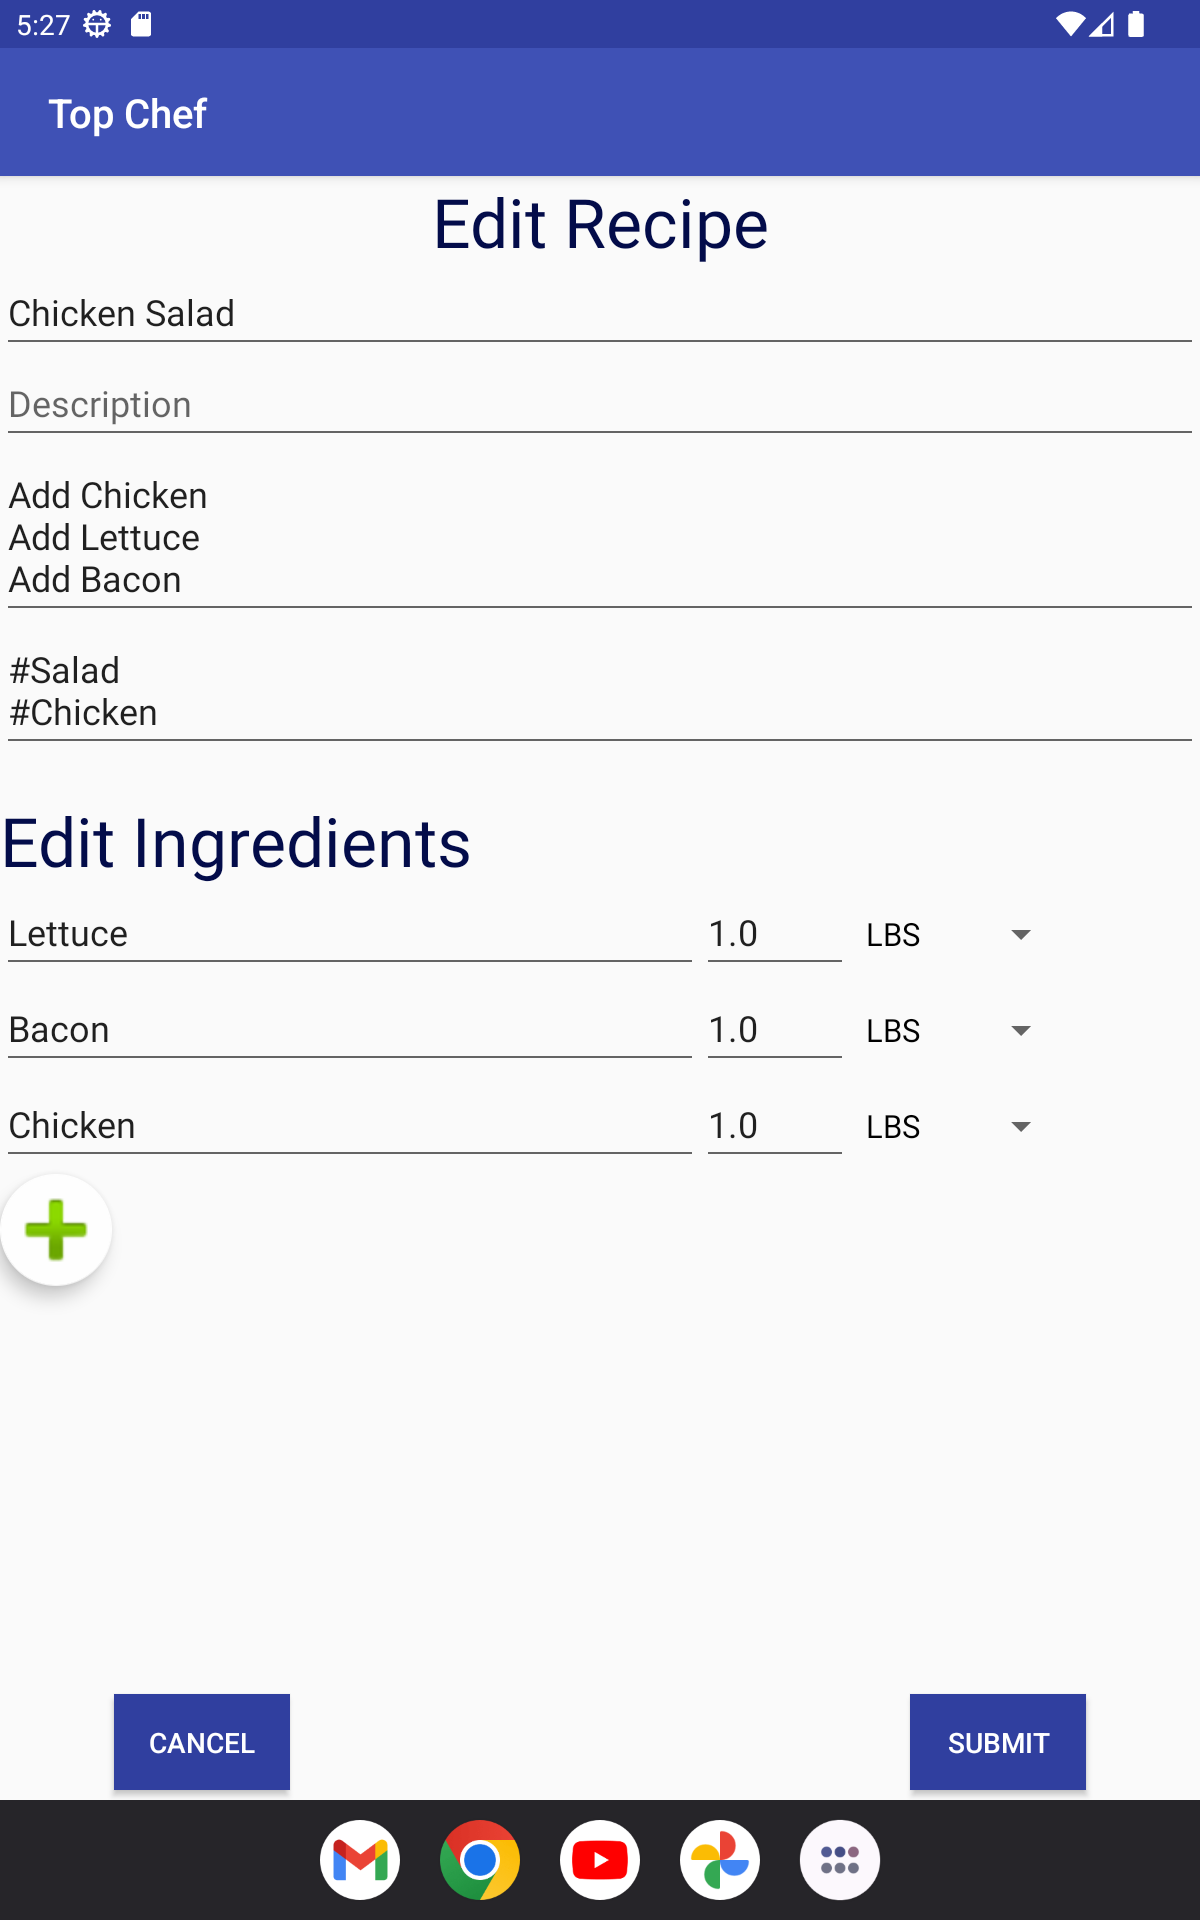 5:27
Top Chef
Edit Recipe
Chicken Salad
Description
Add Chicken
Add Lettuce
Add Bacon
#Salad
#Chicken
Edit Ingredients
Lettuce 1.0 LBS
Bacon 1.0 LBS
Chicken 1.0 LBS
CANCEL SUBMIT